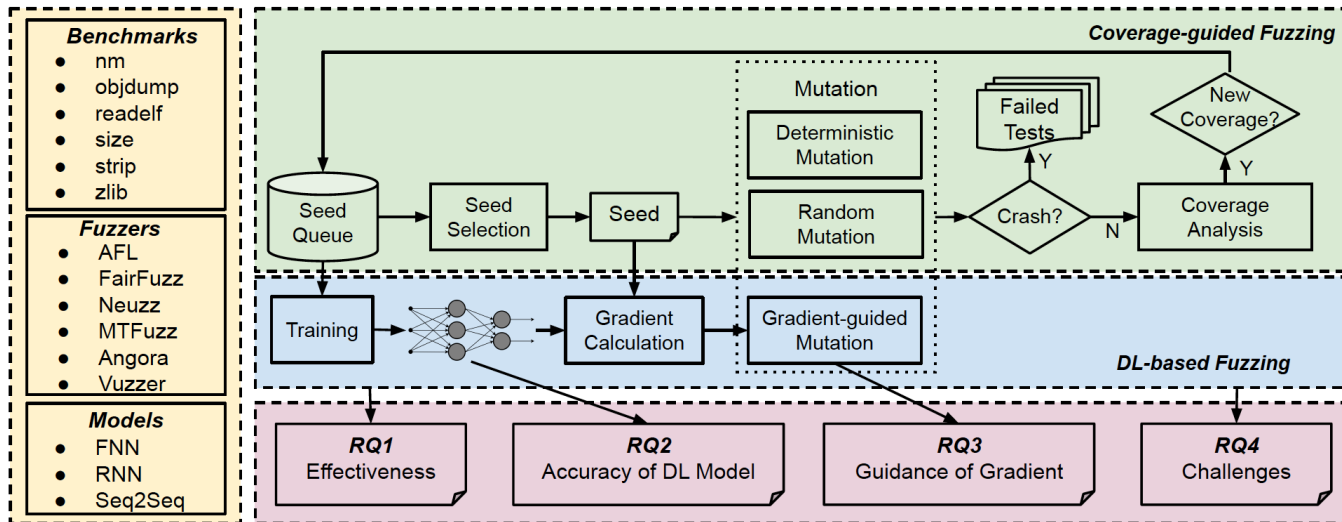 Benchmarks
● nm
● objdump
● readelf
● size
● strip
● zlib
Fuzzers
● AFL
● FairFuzz
● Neuzz
● MTFuzz
● Angora
● Vuzzer
Models
● FNN
● RNN
● Seq2Seq
Coverage-guided Fuzzing
Seed
Queue
Seed
Selection
Seed
Mutation
Deterministic
Mutation
Random
Mutation
Failed
Tests
Y
Crash?
N
New
Coverage?
Y
Coverage
Analysis
Training
Gradient
Calculation
Gradient-guided
Mutation
DL-based Fuzzing
RQ1
Effectiveness
RQ2
Accuracy of DL Model
RQ3
Guidance of Gradient
RQ4
Challenges